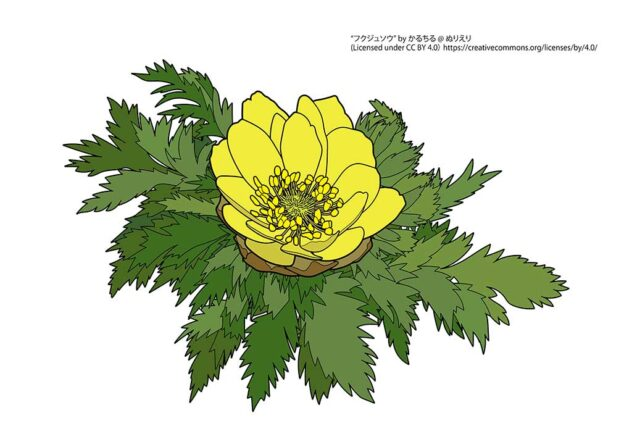 "フクジュソウ" by かるちる @ ぬりえり
(Licensed under CC BY 4.0) https://creativecommons.org/licenses/by/4.0/